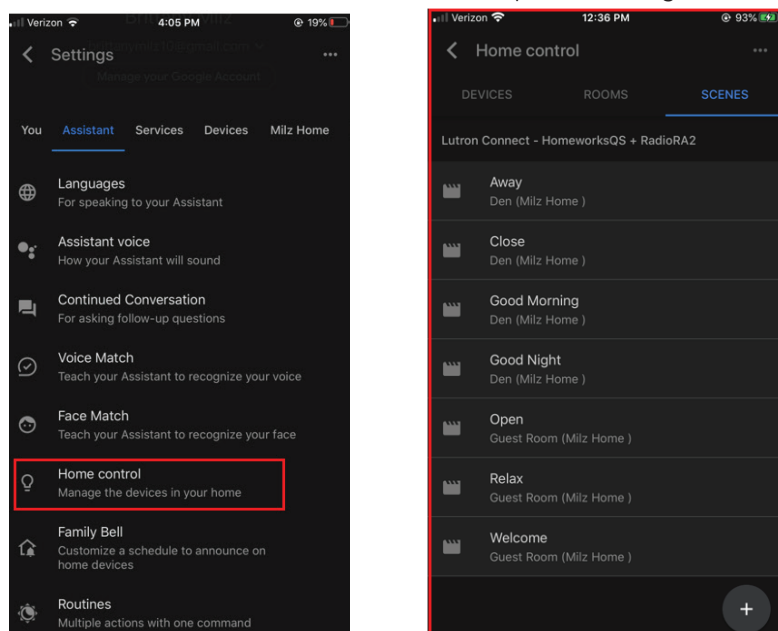 Verizon 4:05 PM 19%
Settings
Manage your Google Account
You Assistant Services Devices Milz Home
Languages
For speaking to your Assistant
Assistant voice
How your Assistant will sound
Continued Conversation
For asking follow-up questions
Voice Match
Teach your Assistant to recognize your voice
Face Match
Teach your Assistant to recognize your face
Home control
Manage the devices in your home
Family Bell
Customize a schedule to announce on
home devices
Routines
Multiple actions with one command
Verizon 12:36 PM 93%
Home control
DEVICES ROOMS SCENES
Lutron Connect - HomeworksQS + RadioRA2
Away
Den (Milz Home )
Close
Den (Milz Home )
Good Morning
Den (Milz Home )
Good Night
Den (Milz Home )
Open
Guest Room (Milz Home )
Relax
Guest Room (Milz Home )
Welcome
Guest Room (Milz Home )
+